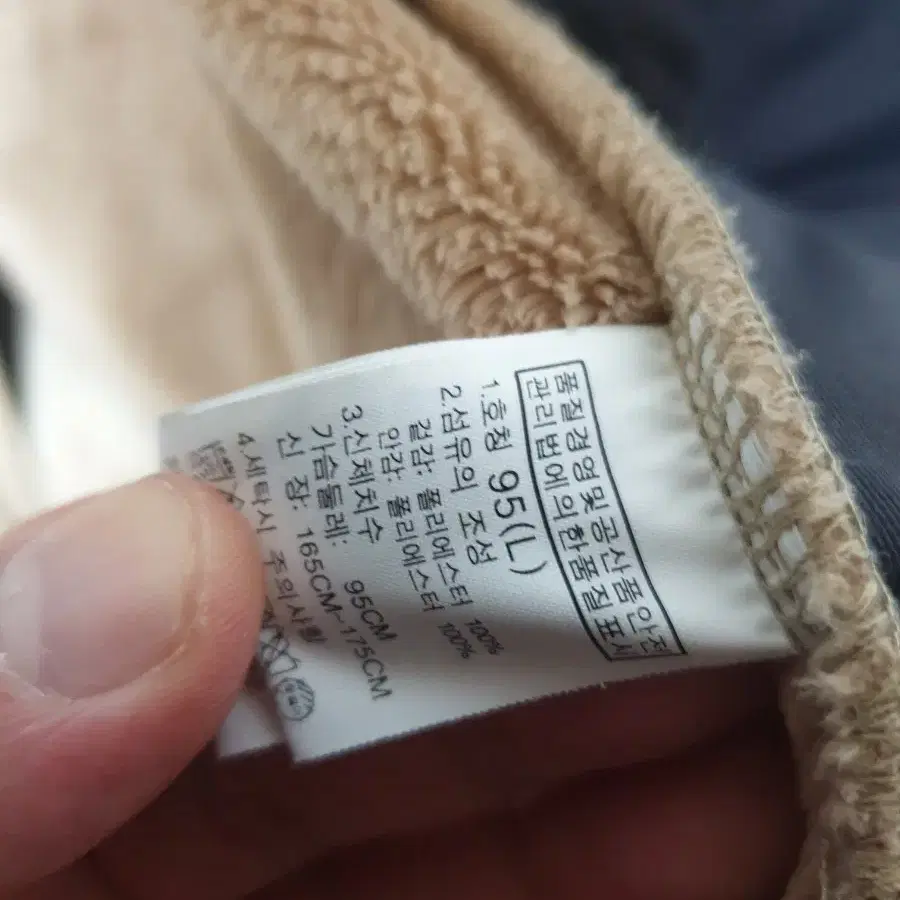 품질경영및공산품안전
관리법에의한품질표시
1.호칭 95(L)
2.섬유의 조성
겉감: 폴리에스터 100%
안감: 폴리에스터 100%
3.신체치수
가슴둘레: 95CM
신 장: 165CM~175CM
4.세탁시 주의사항